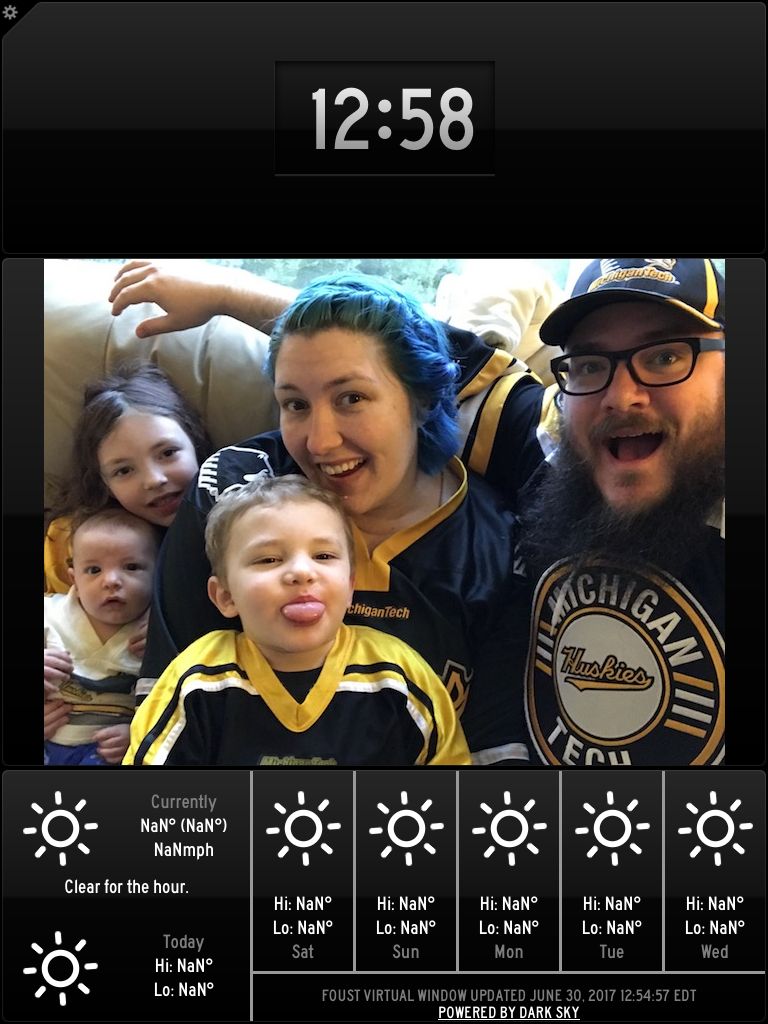 12:58
MichiganTech
chiganTech
MICHIGAN
Huskies
TECH
Currently
NaN° (NaN°)
NaNmph
Clear for the hour.
Today
Hi: NaN°
Lo: NaN°
Hi: NaN°
Lo: NaN°
Sat
Hi: NaN°
Lo: NaN°
Sun
Hi: NaN°
Lo: NaN°
Mon
Hi: NaN°
Lo: NaN°
Tue
Hi: NaN°
Lo: NaN°
Wed
FOUST VIRTUAL WINDOW UPDATED JUNE 30, 2017 12:54:57 EDT
POWERED BY DARK SKY